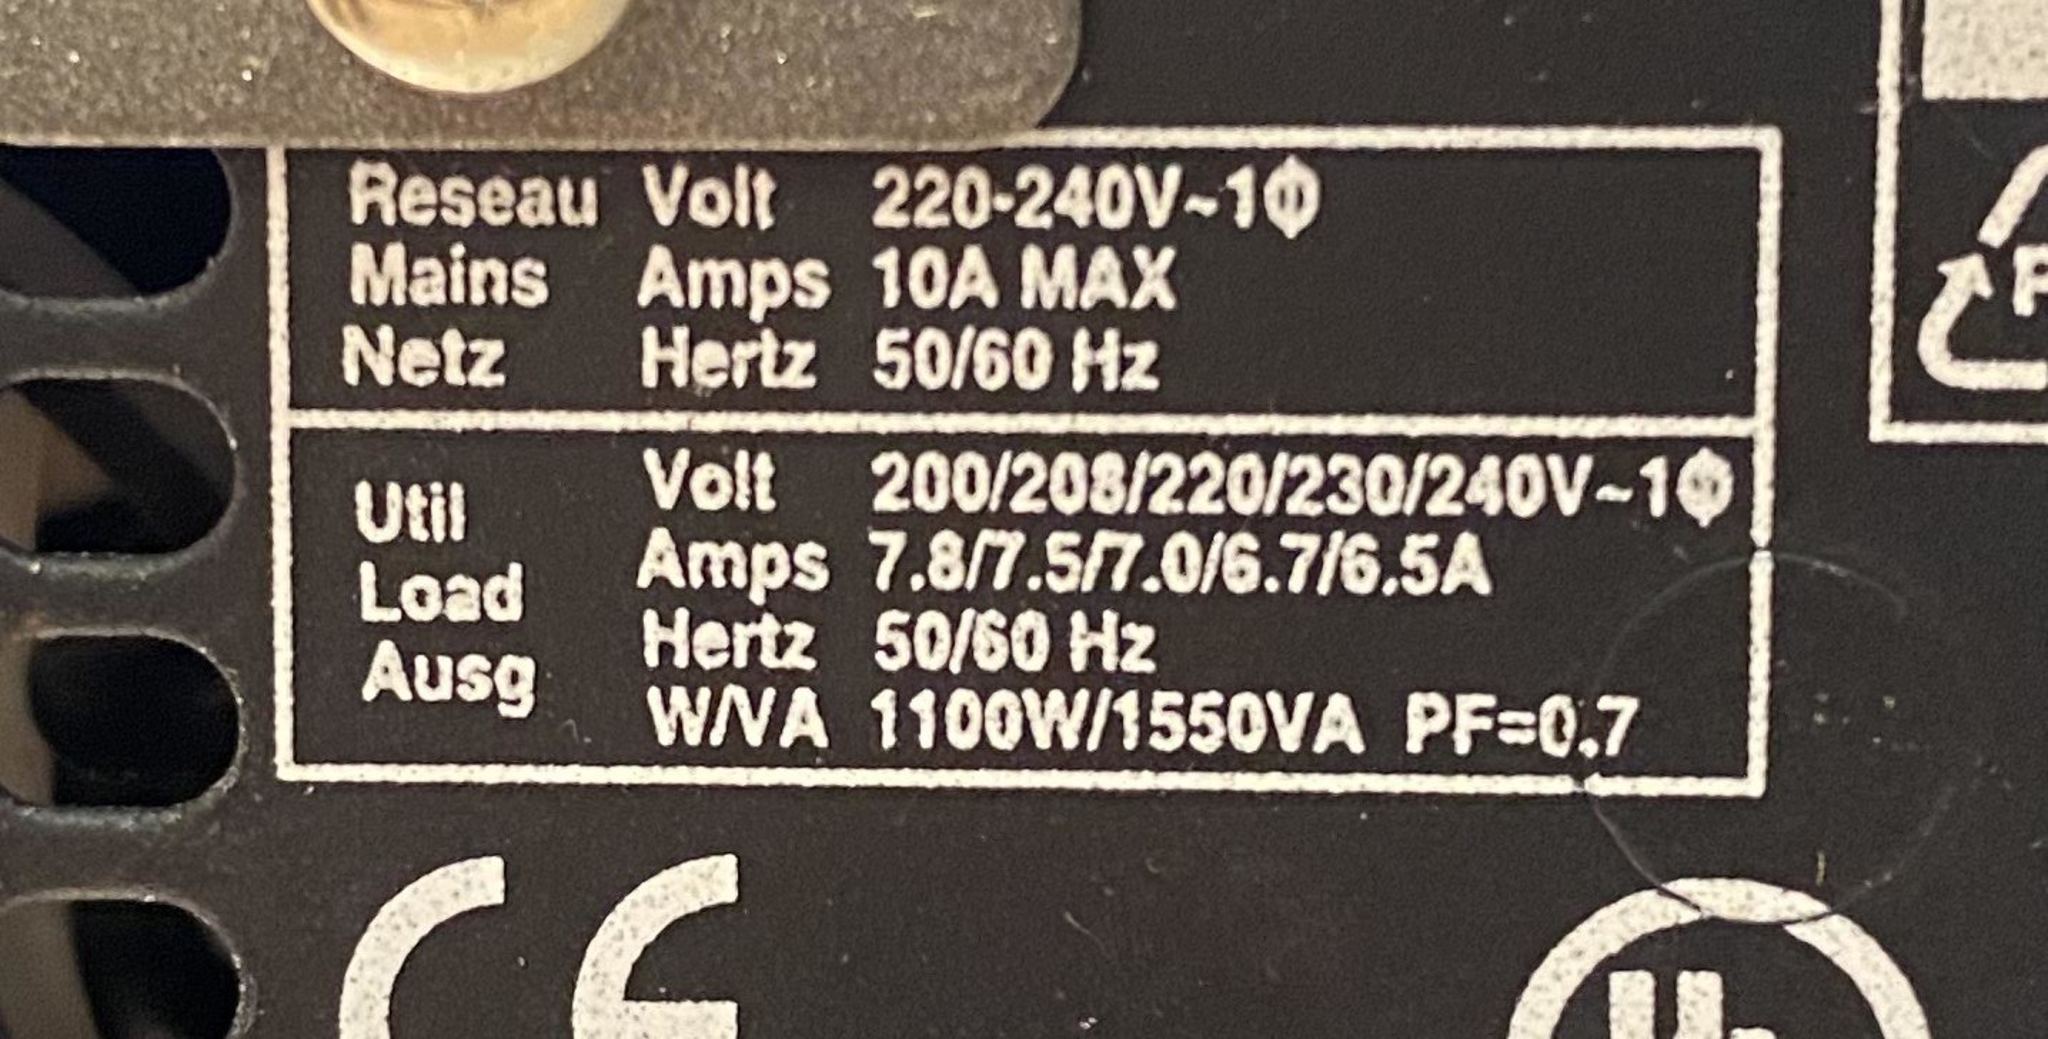 Reseau Volt 220-240V~1Φ
Mains Amps 10A MAX
Netz Hertz 50/60 Hz
Util
Load
Ausg
Volt 200/208/220/230/240V~1Φ
Amps 7.8/7.5/7.0/6.7/6.5A
Hertz 50/60 Hz
W/VA 1100W/1550VA PF=0.7
CE